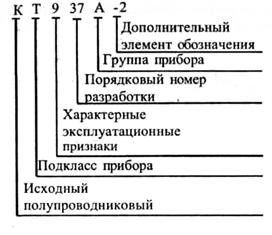 К Т 9 37 А -2
Дополнительный
элемент обозначения
Группа прибора
Порядковый номер
разработки
Характерные
эксплуатационные
признаки
Подкласс прибора
Исходный
полупроводниковый